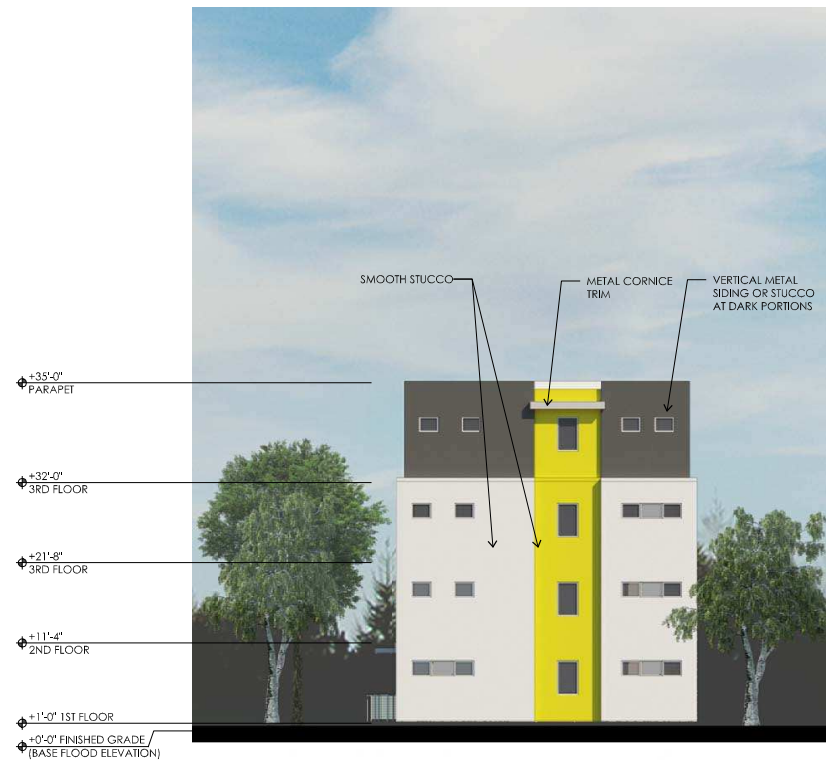 SMOOTH STUCCO
METAL CORNICE
TRIM
VERTICAL METAL
SIDING OR STUCCO
AT DARK PORTIONS
+35'-0"
PARAPET
+32'-0"
3RD FLOOR
+21'-8"
3RD FLOOR
+11'-4"
2ND FLOOR
+1'-0" 1ST FLOOR
+0'-0" FINISHED GRADE
(BASE FLOOD ELEVATION)